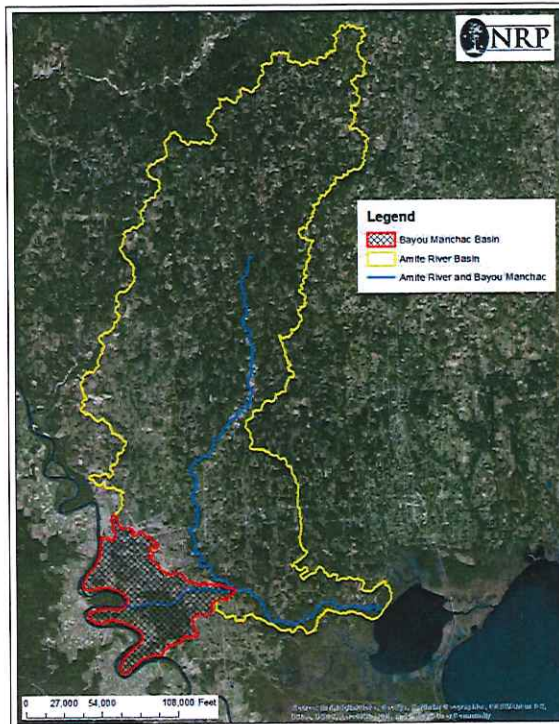 NRP
Legend
Bayou Manchac Basin
Amite River Basin
Amite River and Bayou Manchac
0 27,000 54,000 108,000 Feet